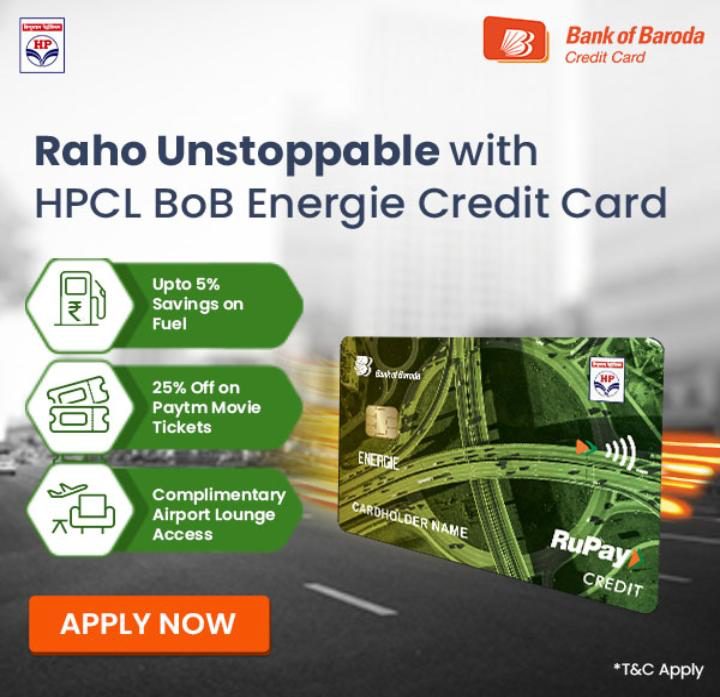 हिन्दुस्तान पेट्रोलियम
HP
Bank of Baroda
Credit Card
Raho Unstoppable with
HPCL BoB Energie Credit Card
Upto 5%
Savings on
Fuel
25% Off on
Paytm Movie
Tickets
Complimentary
Airport Lounge
Access
Bank of Baroda
HP
ENERGIE
CARDHOLDER NAME
RuPay
CREDIT
APPLY NOW
*T&C Apply